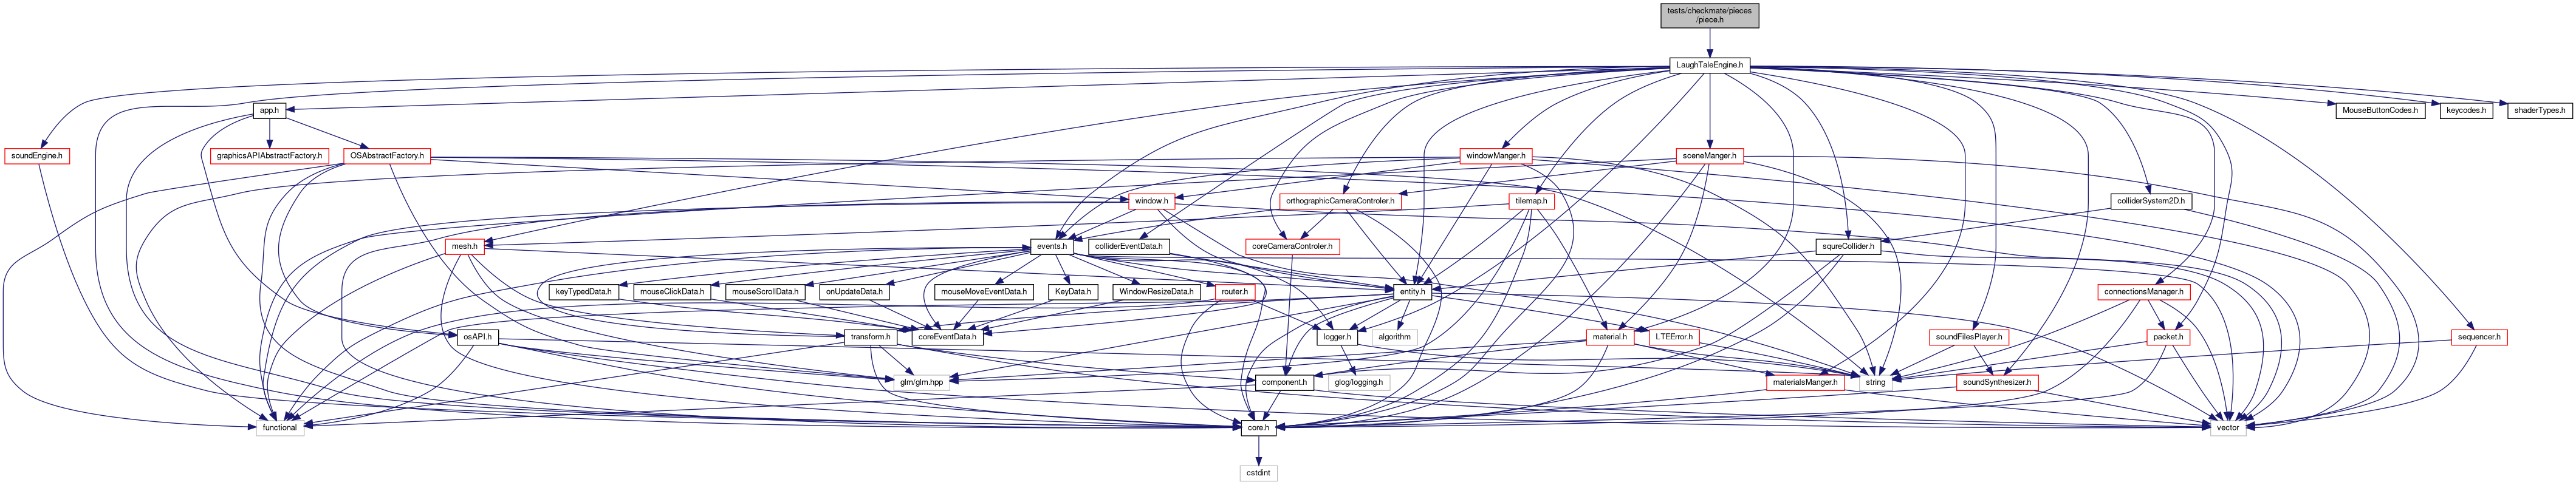 tests/checkmate/pieces
/piece.h
LaughTaleEngine.h
app.h
MouseButtonCodes.h
keycodes.h
shaderTypes.h
soundEngine.h
graphicsAPIAbstractFactory.h
OSAbstractFactory.h
windowManger.h
sceneManger.h
window.h
orthographicCameraControler.h
tilemap.h
colliderSystem2D.h
mesh.h
events.h
colliderEventData.h
coreCameraControler.h
squreCollider.h
keyTypedData.h
mouseClickData.h
mouseScrollData.h
onUpdateData.h
mouseMoveEventData.h
KeyData.h
WindowResizeData.h
router.h
entity.h
connectionsManager.h
osAPI.h
transform.h
coreEventData.h
logger.h
algorithm
material.h
LTEError.h
soundFilesPlayer.h
packet.h
sequencer.h
glm/glm.hpp
component.h
glog/logging.h
materialsManger.h
string
soundSynthesizer.h
functional
core.h
vector
cstdint